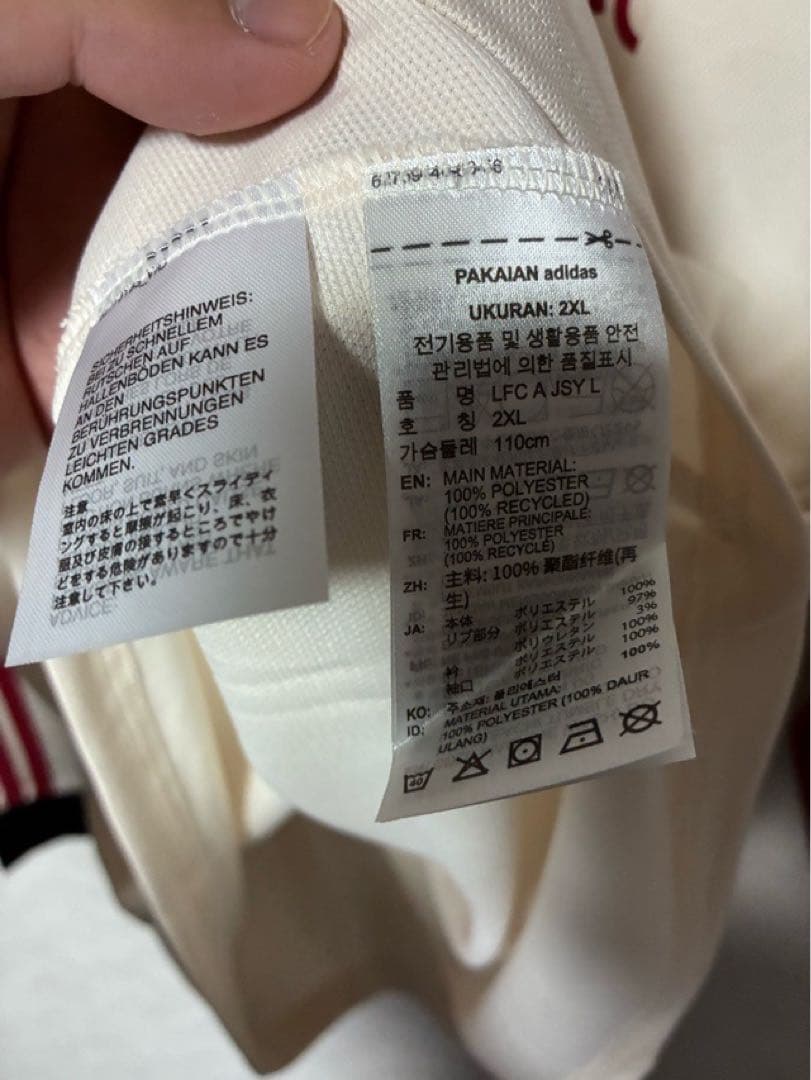 SICHERHEITSHINWEIS:
BEI ZU SCHNELLEM
RUTSCHEN AUF
HALLENBÖDEN KANN ES
AN DEN
BERÜHRUNGSPUNKTEN
ZU VERBRENNUNGEN
LEICHTEN GRADES
KOMMEN.
注意
室内の床の上で素早くスライディ
ングすると摩擦が起こり、床、衣
類及び皮膚の接するところでやけ
どをする危険がありますので十分
注意して下さい。
ADVICE:
PAKAIAN adidas
UKURAN: 2XL
전기용품 및 생활용품 안전
관리법에 의한 품질표시
품 명 LFC A JSY L
호 칭 2XL
가슴둘레 110cm
EN: MAIN MATERIAL:
100% POLYESTER
(100% RECYCLED)
FR: MATIERE PRINCIPALE:
100% POLYESTER
(100% RECYCLÉ)
ZH: 主料: 100% 聚酯纤维(再
生)
JA: 本体 ポリエステル 100%
リブ部分 ポリエステル 97%
ポリウレタン 3%
衿 ポリエステル 100%
袖口 ポリエステル 100%
KO: 주소재: 폴리에스터 100%
ID: MATERIAL UTAMA:
100% POLYESTER (100% DAUR
ULANG)
40